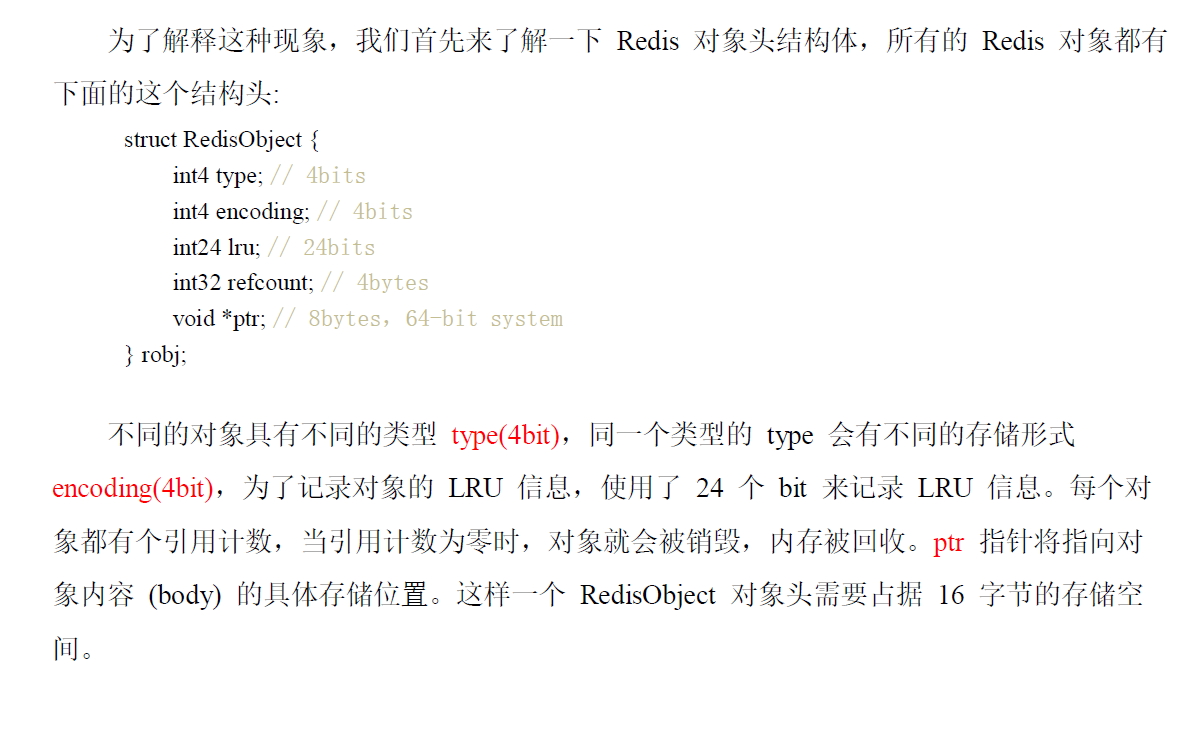 为了解释这种现象，我们首先来了解一下 Redis 对象头结构体，所有的 Redis 对象都有
下面的这个结构头:
struct RedisObject {
int4 type; // 4bits
int4 encoding; // 4bits
int24 lru; // 24bits
int32 refcount; // 4bytes
void *ptr; // 8bytes，64-bit system
} robj;
不同的对象具有不同的类型 type(4bit)，同一个类型的 type 会有不同的存储形式
encoding(4bit)，为了记录对象的 LRU 信息，使用了 24 个 bit 来记录 LRU 信息。每个对
象都有个引用计数，当引用计数为零时，对象就会被销毁，内存被回收。ptr 指针将指向对
象内容 (body) 的具体存储位置。这样一个 RedisObject 对象头需要占据 16 字节的存储空
间。